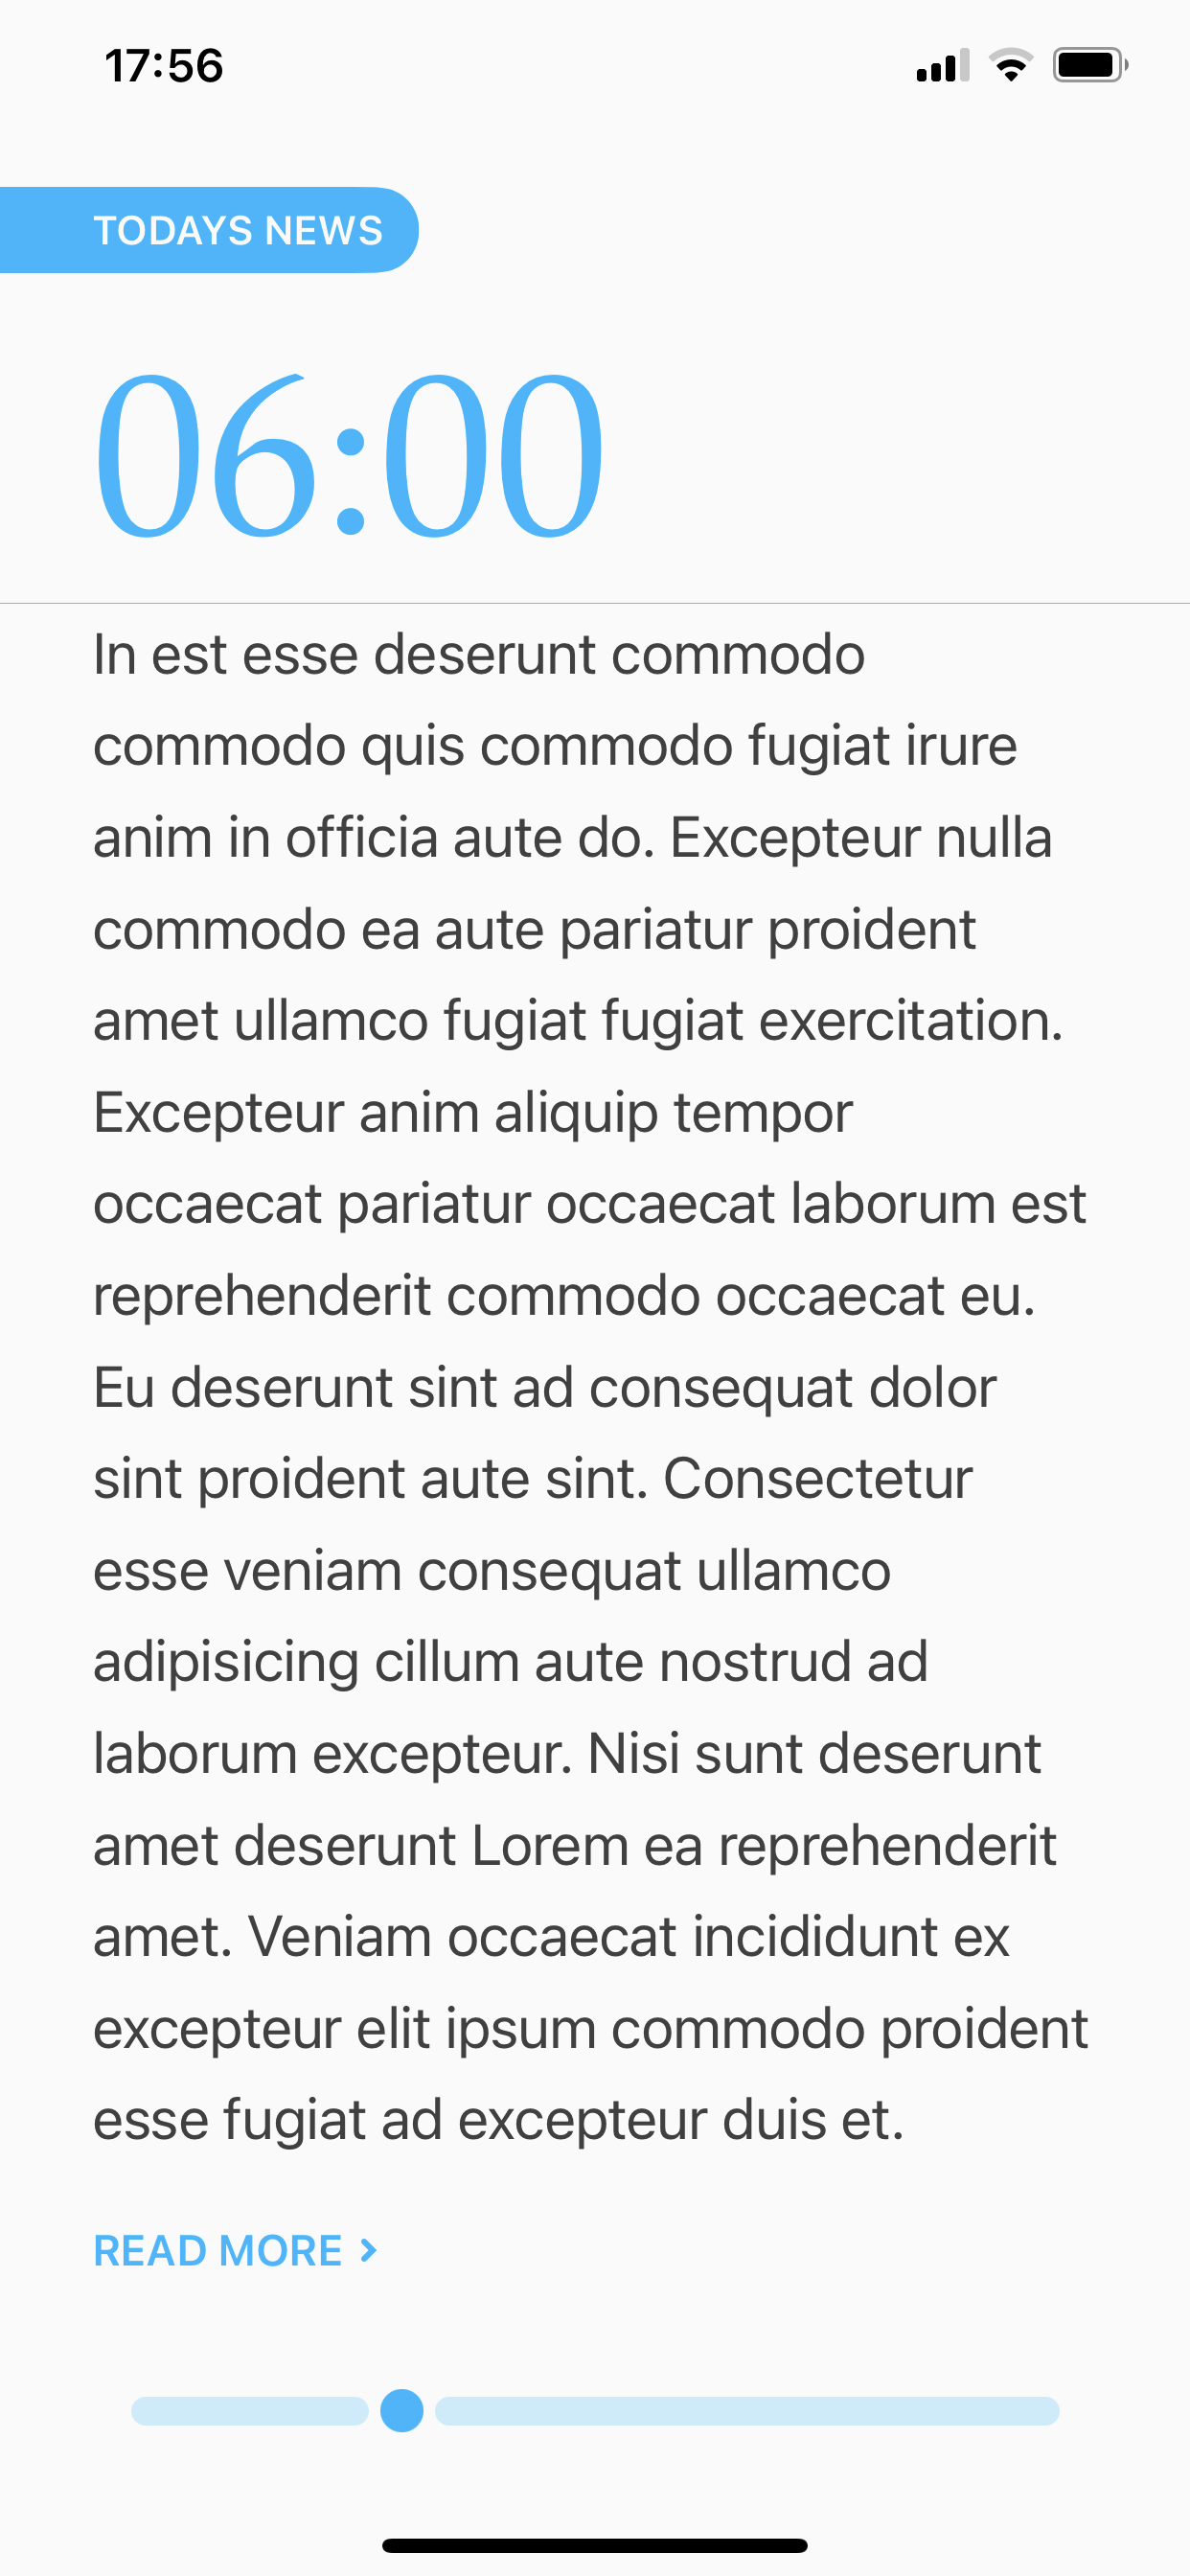 17:56
TODAYS NEWS
06:00
In est esse deserunt commodo
commodo quis commodo fugiat irure
anim in officia aute do. Excepteur nulla
commodo ea aute pariatur proident
amet ullamco fugiat fugiat exercitation.
Excepteur anim aliquip tempor
occaecat pariatur occaecat laborum est
reprehenderit commodo occaecat eu.
Eu deserunt sint ad consequat dolor
sint proident aute sint. Consectetur
esse veniam consequat ullamco
adipisicing cillum aute nostrud ad
laborum excepteur. Nisi sunt deserunt
amet deserunt Lorem ea reprehenderit
amet. Veniam occaecat incididunt ex
excepteur elit ipsum commodo proident
esse fugiat ad excepteur duis et.
READ MORE >